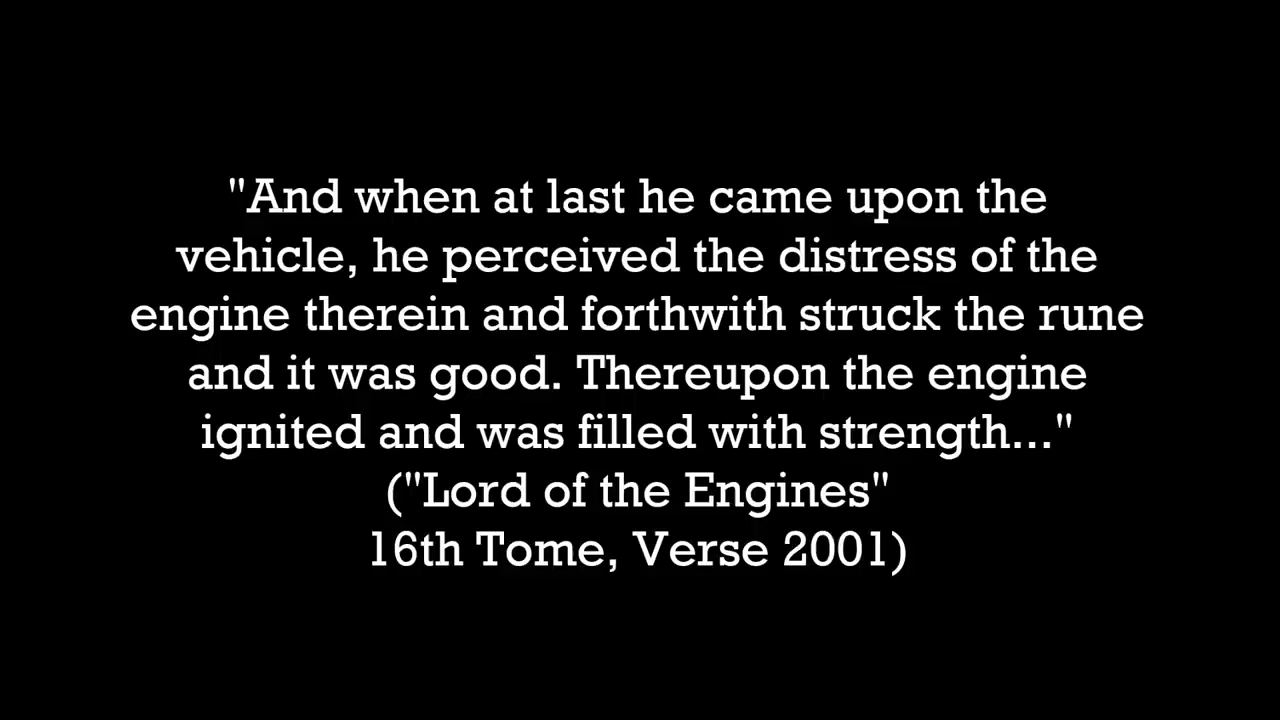 "And when at last he came upon the
vehicle, he perceived the distress of the
engine therein and forthwith struck the rune
and it was good. Thereupon the engine
ignited and was filled with strength..."
("Lord of the Engines"
16th Tome, Verse 2001)